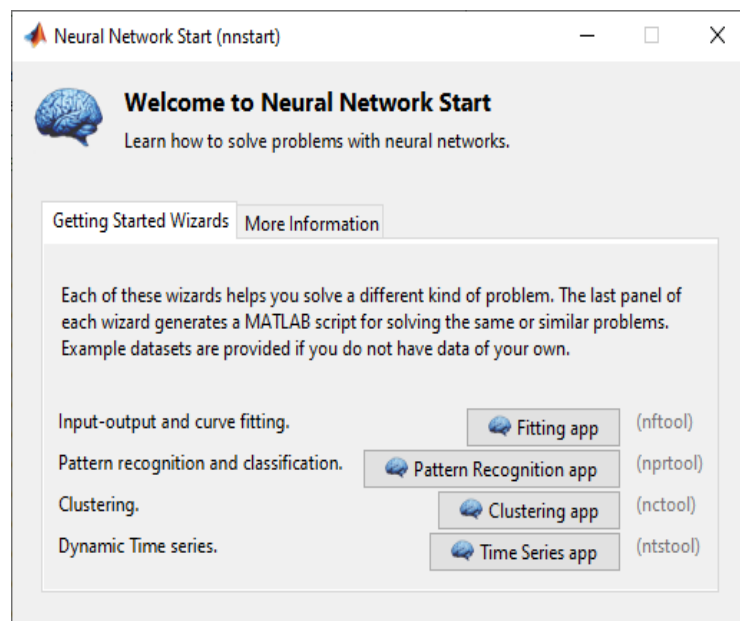 Neural Network Start (nnstart)
Welcome to Neural Network Start
Learn how to solve problems with neural networks.
Getting Started Wizards More Information
Each of these wizards helps you solve a different kind of problem. The last panel of
each wizard generates a MATLAB script for solving the same or similar problems.
Example datasets are provided if you do not have data of your own.
Input-output and curve fitting. Fitting app (nftool)
Pattern recognition and classification. Pattern Recognition app (nprtool)
Clustering. Clustering app (nctool)
Dynamic Time series. Time Series app (ntstool)